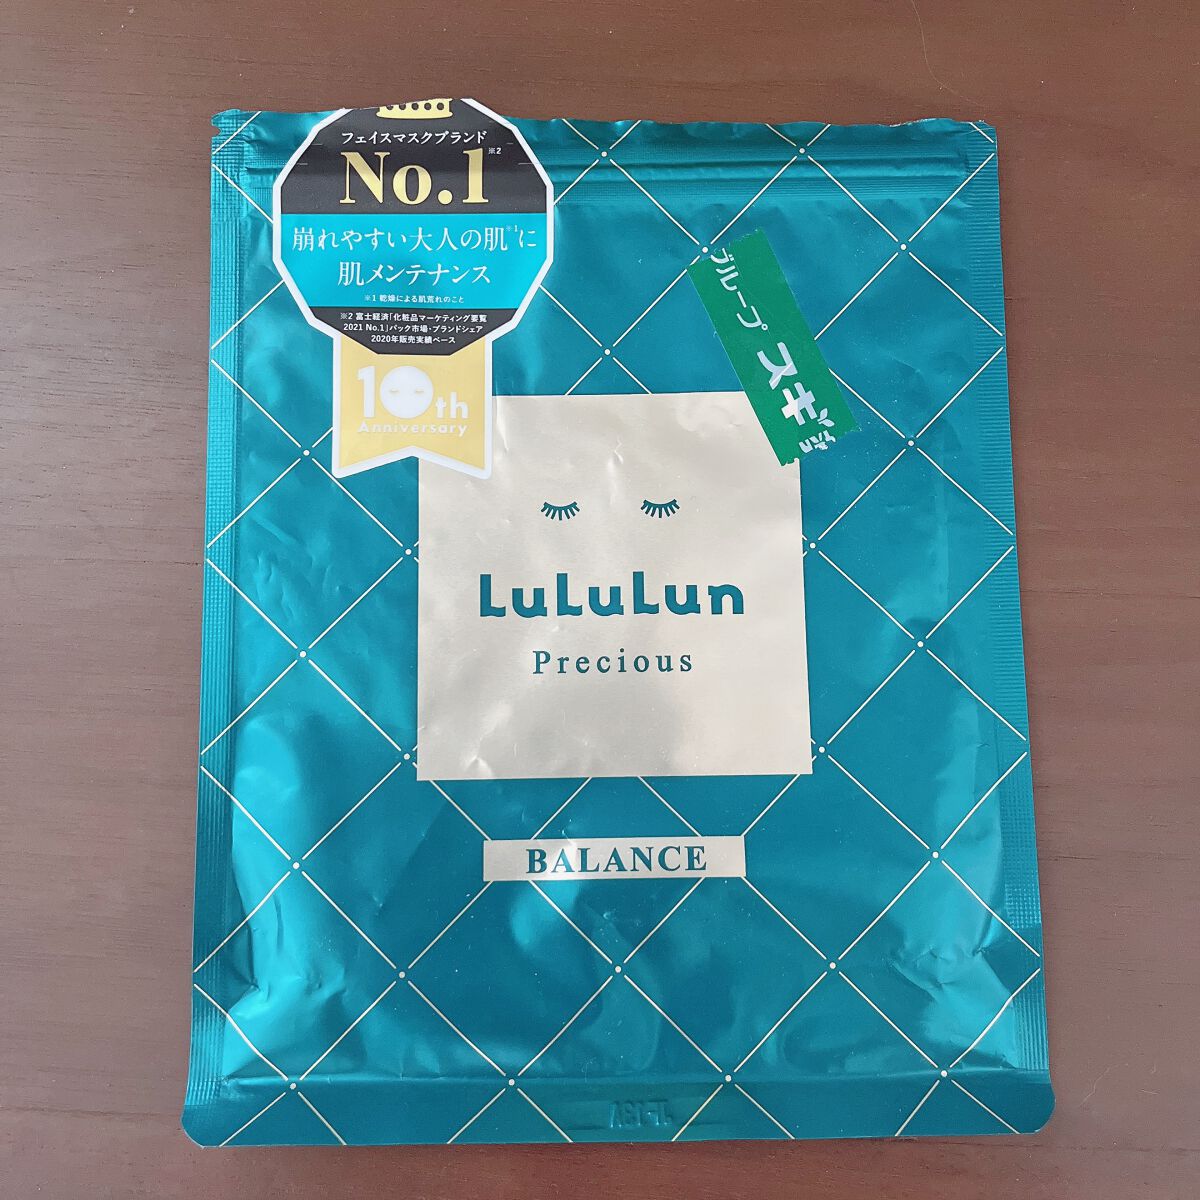 フェイスマスクブランド
No.1※2
崩れやすい大人の肌※1に
肌メンテナンス
※1 乾燥による肌荒れのこと
※2 富士経済「化粧品マーケティング要覧
2021 No.1」パック市場・ブランドシェア
2020年販売実績ベース
10th
Anniversary
ブループ
スギ
LuLuLun
Precious
BALANCE